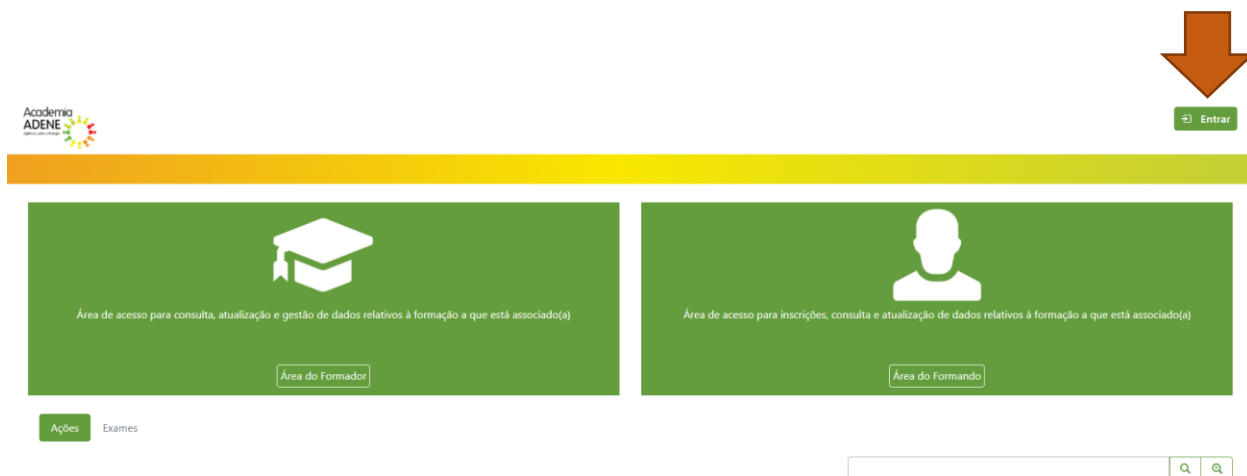 Academia
ADENE
Entrar
Área de acesso para consulta, atualização e gestão de dados relativos à formação a que está associado(a)
Área do Formador
Área de acesso para inscrições, consulta e atualização de dados relativos à formação a que está associado(a)
Área do Formando
Ações Exames